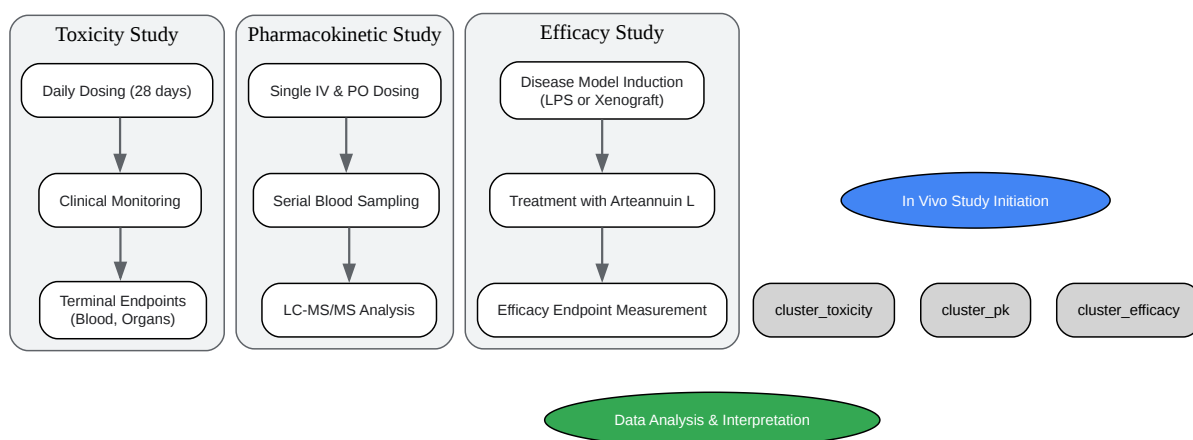 Toxicity Study
Daily Dosing (28 days)
Clinical Monitoring
Terminal Endpoints
(Blood, Organs)
Pharmacokinetic Study
Single IV & PO Dosing
Serial Blood Sampling
LC-MS/MS Analysis
Efficacy Study
Disease Model Induction
(LPS or Xenograft)
Treatment with Arteannuin L
Efficacy Endpoint Measurement
In Vivo Study Initiation
cluster_toxicity
cluster_pk
cluster_efficacy
Data Analysis & Interpretation